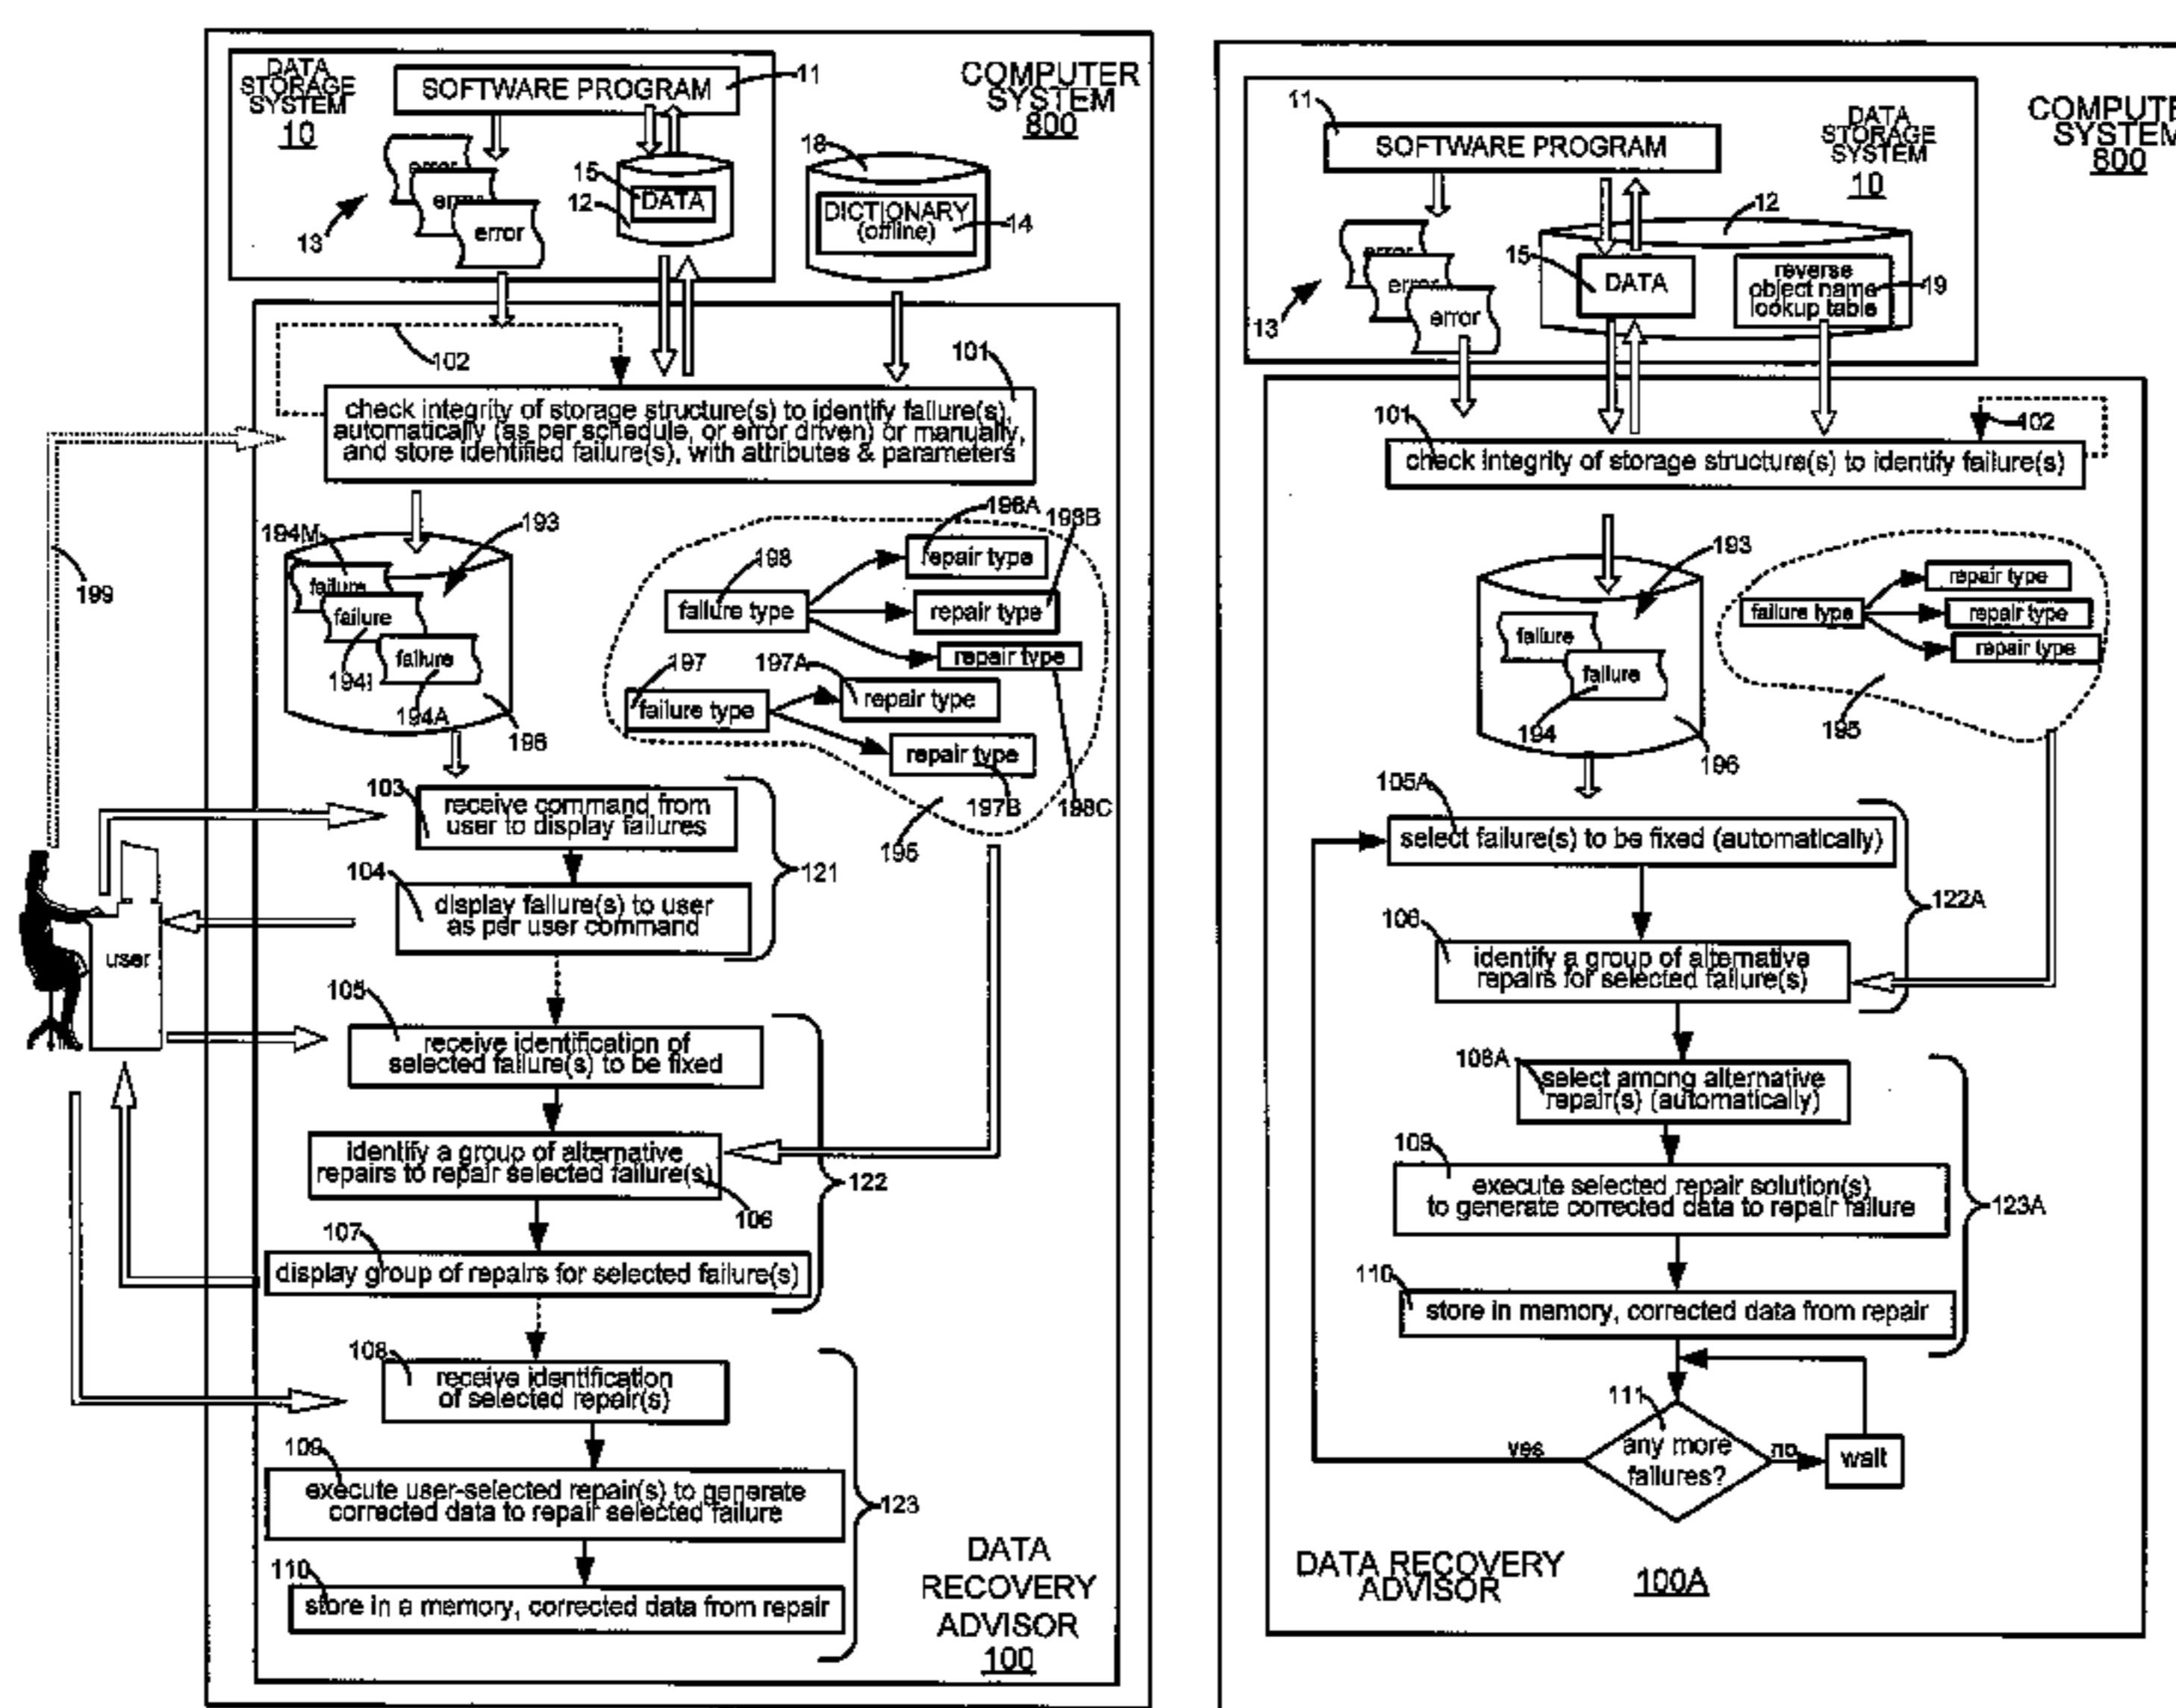 DATA
STORAGE
SYSTEM
10
SOFTWARE PROGRAM
11
COMPUTER
SYSTEM
800
error
error
error
13
15
12
DATA
18
DICTIONARY
(offline)
14
102
101
check integrity of storage structure(s) to identify failure(s),
automatically (as per schedule, or error driven) or manually,
and store identified failure(s), with attributes & parameters
199
194M
193
failure
failure
failure
194I
194A
196
198
failure type
198A
repair type
198B
repair type
repair type
198C
197
failure type
197A
repair type
repair type
197B
195
103
receive command from
user to display failures
104
display failure(s) to user
as per user command
121
user
105
receive identification of
selected failure(s) to be fixed
identify a group of alternative
repairs to repair selected failure(s)
106
122
107
display group of repairs for selected failure(s)
108
receive identification
of selected repair(s)
109
execute user-selected repair(s) to generate
corrected data to repair selected failure
123
110
store in a memory, corrected data from repair
DATA
RECOVERY
ADVISOR
100
11
SOFTWARE PROGRAM
DATA
STORAGE
SYSTEM
10
SYSTEM
800
error
error
error
13
15
DATA
12
reverse
object name
lookup table
19
101
102
check integrity of storage structure(s) to identify failure(s)
193
failure
failure
194
196
failure type
repair type
repair type
repair type
195
105A
select failure(s) to be fixed (automatically)
106
identify a group of alternative
repairs for selected failure(s)
122A
108A
select among alternative
repair(s) (automatically)
109
execute selected repair solution(s)
to generate corrected data to repair failure
123A
110
store in memory, corrected data from repair
111
any more
failures?
yes
no
wait
DATA RECOVERY
ADVISOR
100A